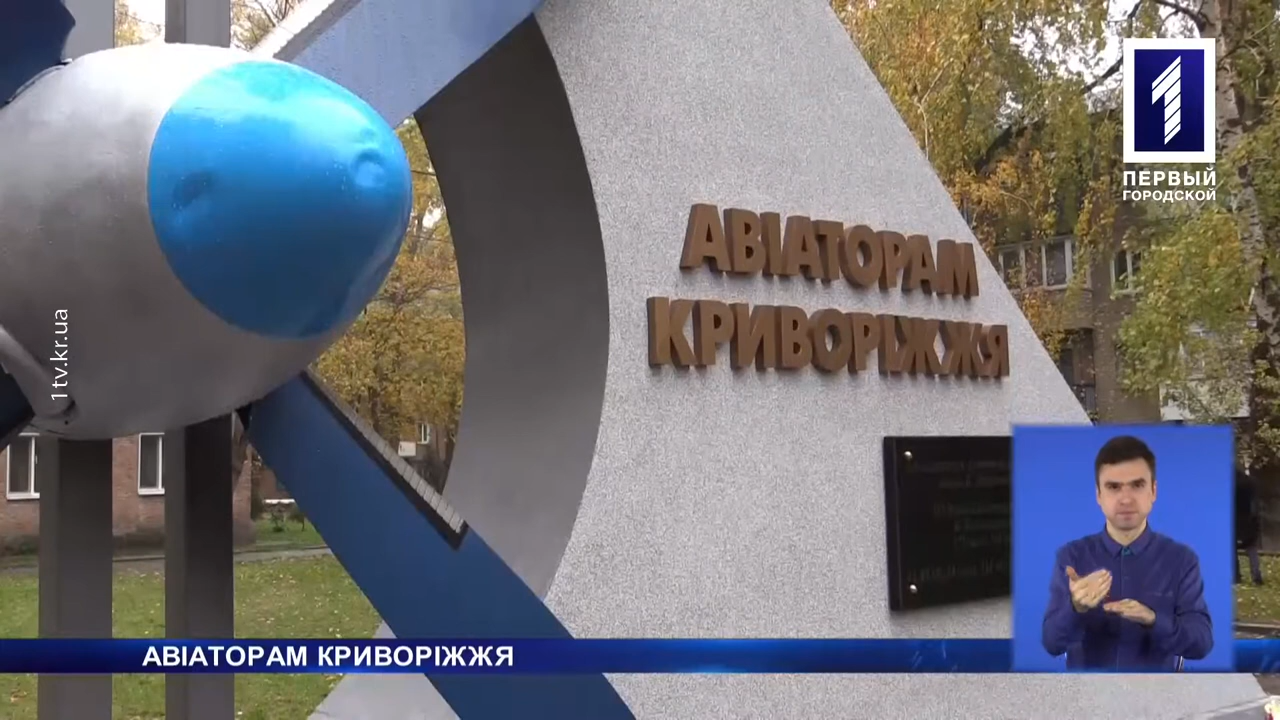 ПЕРВЫЙ
ГОРОДСКОЙ
АВІАТОРАМ
КРИВОРІЖЖЯ
1tv.kr.ua
АВІАТОРАМ КРИВОРІЖЖЯ